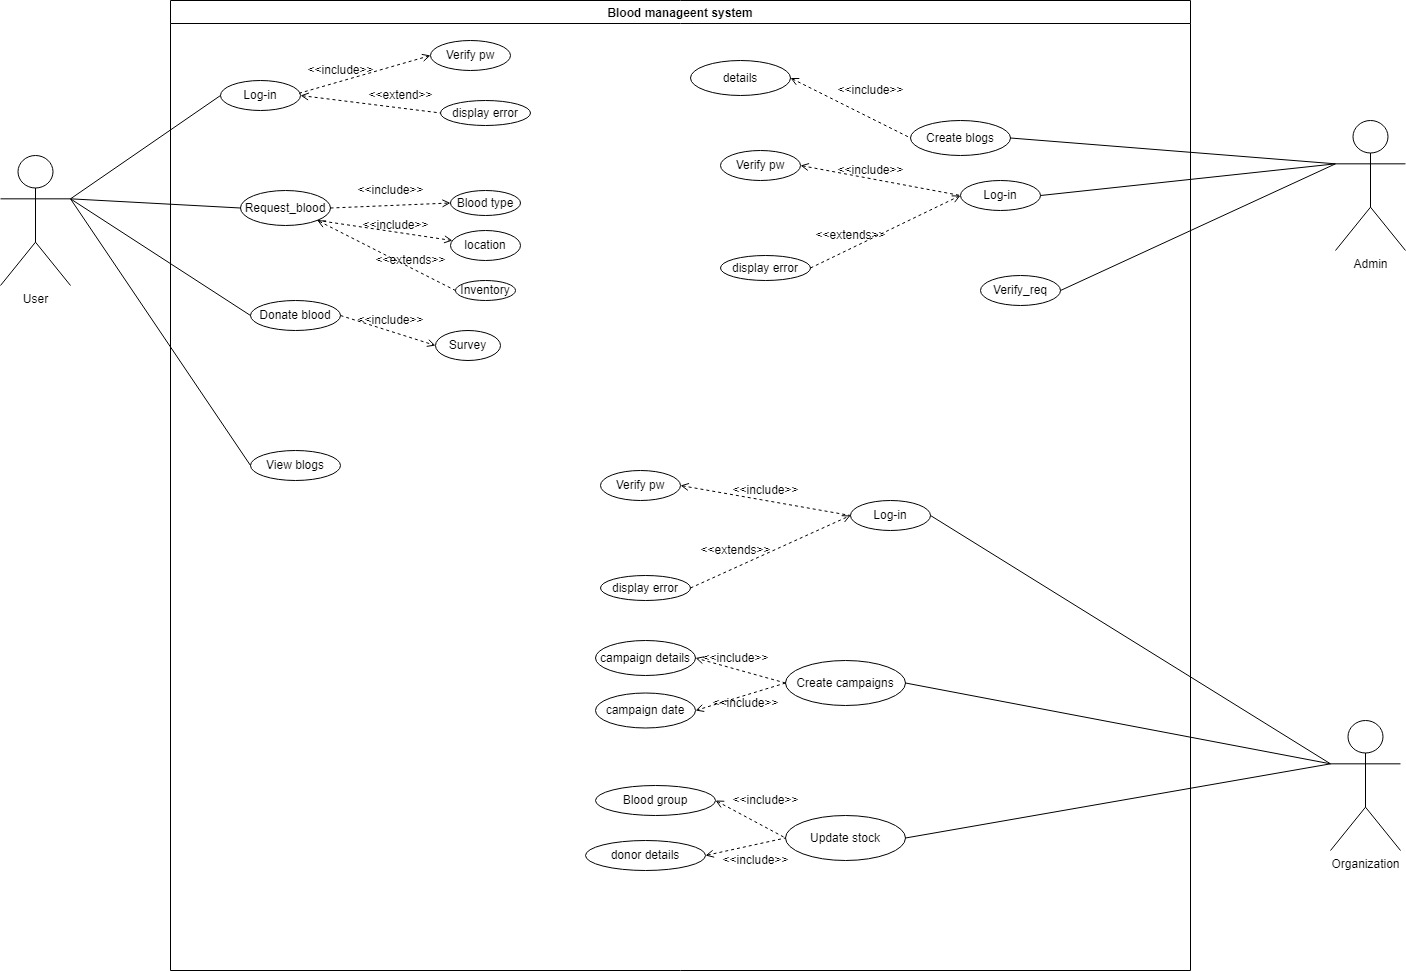 Blood manageent system
Verify pw
<<include>>
Log-in
<<extend>>
display error
User
Request_blood
<<include>>
Blood type
<<include>>
location
<<extends>>
Inventory
Donate blood
<<include>>
Survey
View blogs
details
<<include>>
Create blogs
Verify pw
<<include>>
Log-in
<<extends>>
display error
Verify_req
Admin
Verify pw
<<include>>
Log-in
<<extends>>
display error
campaign details
<<include>>
Create campaigns
campaign date
<<include>>
Blood group
<<include>>
Update stock
donor details
<<include>>
Organization